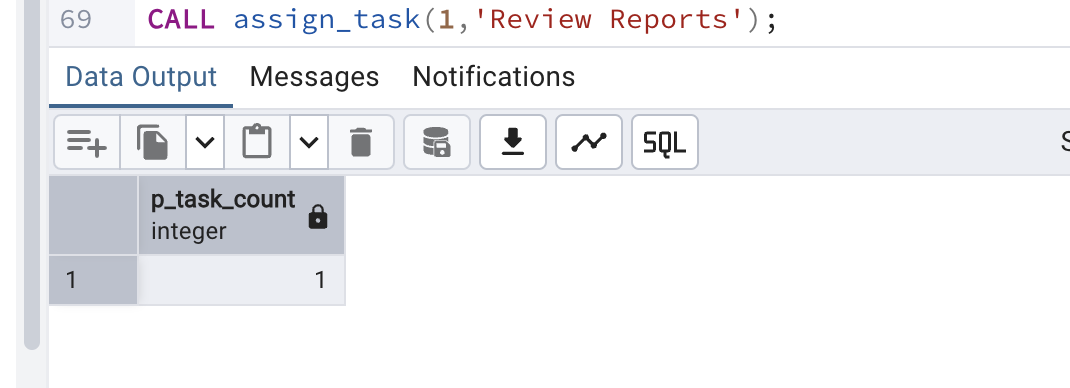 69 CALL assign_task(1,'Review Reports');
Data Output Messages Notifications
SQL
p_task_count
integer
1 1